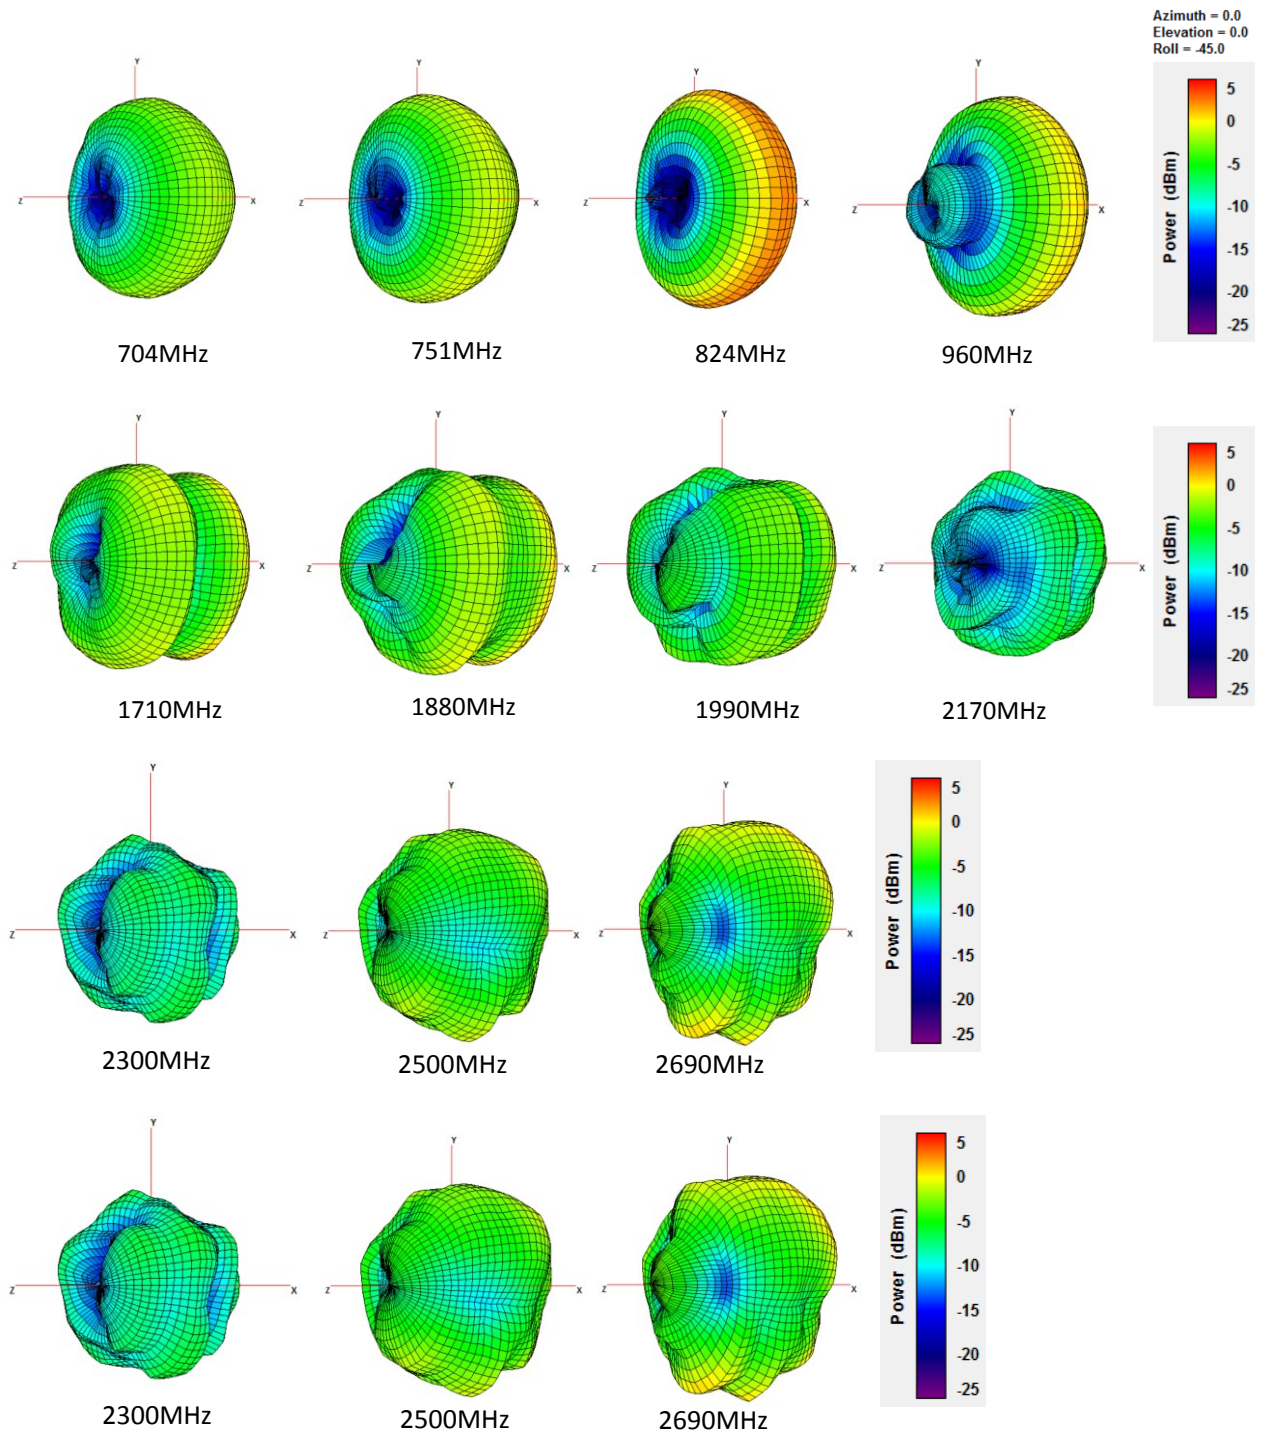 Azimuth = 0.0
Elevation = 0.0
Roll = -45.0
Y
Z
X
Y
Z
X
Y
Z
X
Y
Z
X
Power (dBm)
5
0
-5
-10
-15
-20
-25
704MHz
751MHz
824MHz
960MHz
Y
Z
X
Y
Z
X
Y
Z
X
Y
Z
X
Power (dBm)
5
0
-5
-10
-15
-20
-25
1710MHz
1880MHz
1990MHz
2170MHz
Y
Z
X
Y
Z
X
Y
Z
X
Power (dBm)
5
0
-5
-10
-15
-20
-25
2300MHz
2500MHz
2690MHz
Y
Z
X
Y
Z
X
Y
Z
X
Power (dBm)
5
0
-5
-10
-15
-20
-25
2300MHz
2500MHz
2690MHz